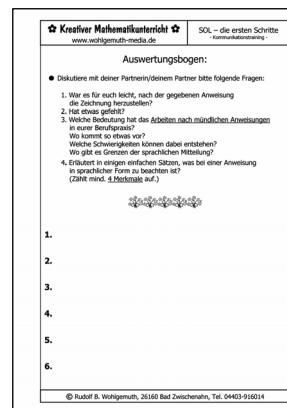 ✿ Kreativer Mathematikunterricht ✿
www.wohlgemuth-media.de
SOL – die ersten Schritte
- Kommunikationstraining -
Auswertungsbogen:
● Diskutiere mit deiner Partnerin/deinem Partner bitte folgende Fragen:
1. War es für euch leicht, nach der gegebenen Anweisung
die Zeichnung herzustellen?
2. Hat etwas gefehlt?
3. Welche Bedeutung hat das Arbeiten nach mündlichen Anweisungen
in eurer Berufspraxis?
Wo kommt so etwas vor?
Welche Schwierigkeiten können dabei entstehen?
Wo gibt es Grenzen der sprachlichen Mitteilung?
4. Erläutert in einigen einfachen Sätzen, was bei einer Anweisung
in sprachlicher Form zu beachten ist?
(Zählt mind. 4 Merkmale auf.)
1.
2.
3.
4.
5.
6.
© Rudolf B. Wohlgemuth, 26160 Bad Zwischenahn, Tel. 04403-916014